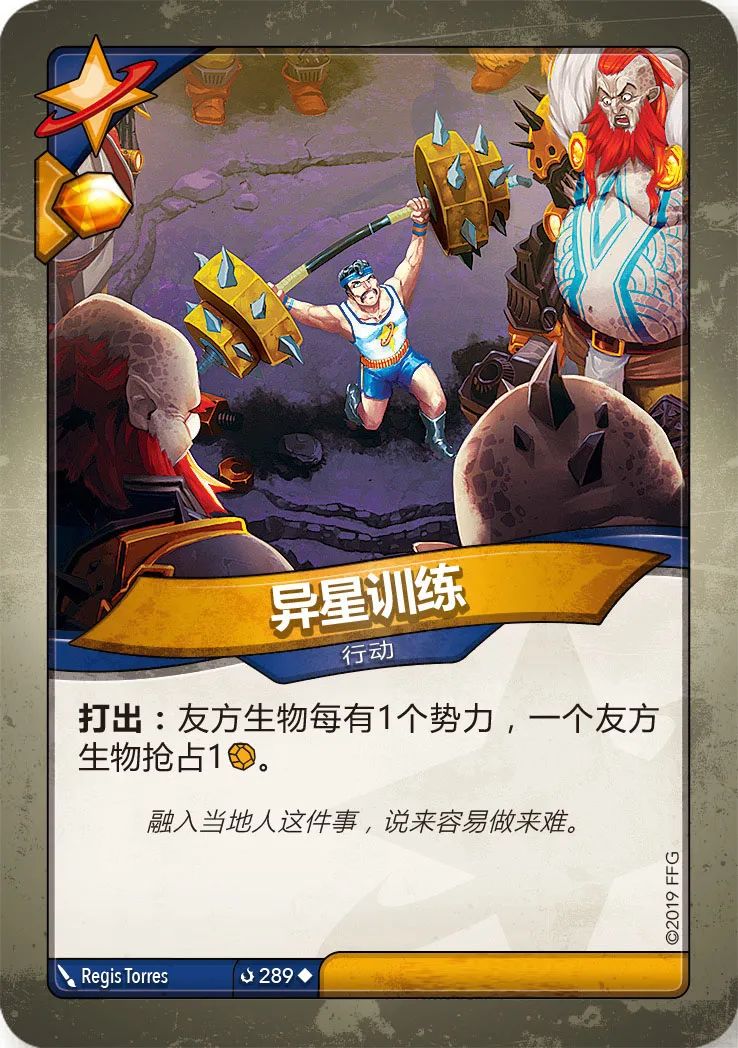 异星训练
行动
打出：友方生物每有1个势力，一个友方
生物抢占1。
融入当地人这件事，说来容易做来难。
©2019 FFG
Regis Torres
289